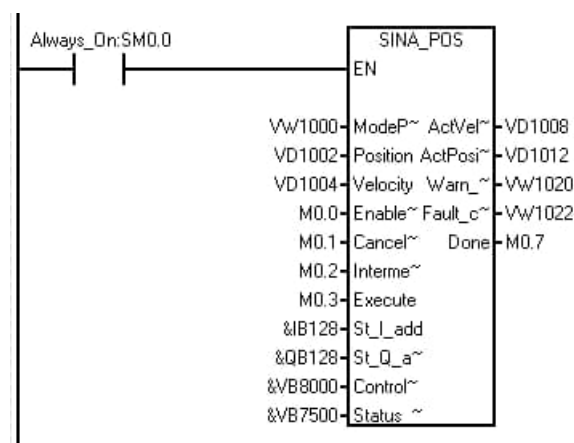 Always_On:SM0.0
SINA_POS
EN
VW1000 ModeP~ ActVel~ VD1008
VD1002 Position ActPosi~ VD1012
VD1004 Velocity Warn_~ VW1020
M0.0 Enable~ Fault_c~ VW1022
M0.1 Cancel~ Done M0.7
M0.2 Interme~
M0.3 Execute
&IB128 St_I_add
&QB128 St_Q_a~
&VB8000 Control~
&VB7500 Status_~